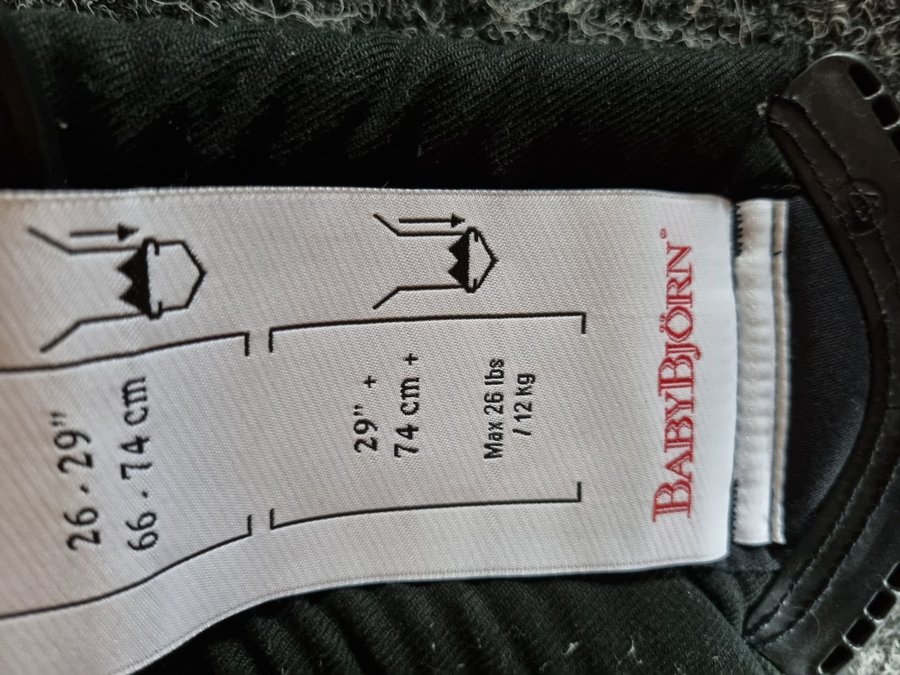 26 - 29"
66 - 74 cm
29" +
74 cm +
Max 26 lbs
/ 12 kg
BABYBJÖRN®